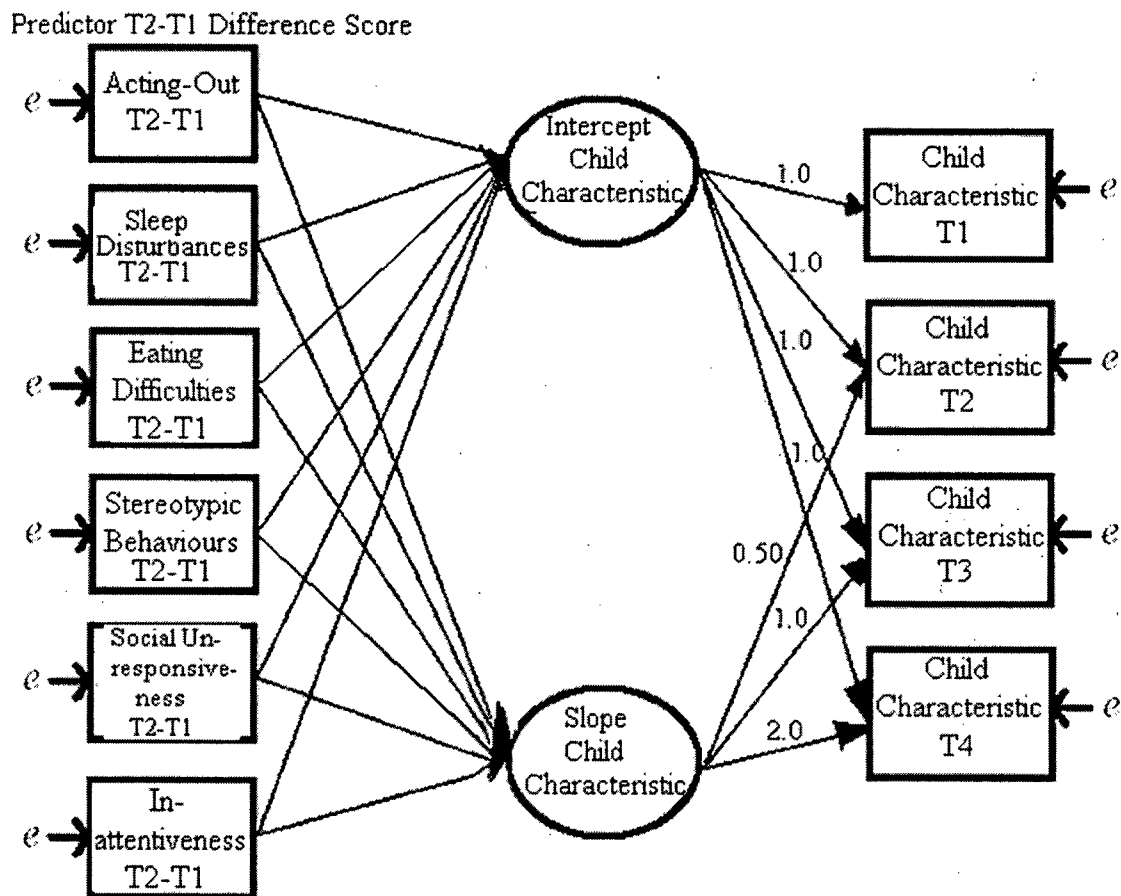 Predictor T2-T1 Difference Score
e
Acting-Out
T2-T1
e
Sleep
Disturbances
T2-T1
e
Eating
Difficulties
T2-T1
e
Stereotypic
Behaviours
T2-T1
e
Social Un-
responsive-
ness
T2-T1
e
In-
attentiveness
T2-T1
Intercept
Child
Characteristic
Slope
Child
Characteristic
1.0
1.0
1.0
1.0
0.50
1.0
2.0
Child
Characteristic
T1
e
Child
Characteristic
T2
e
Child
Characteristic
T3
e
Child
Characteristic
T4
e